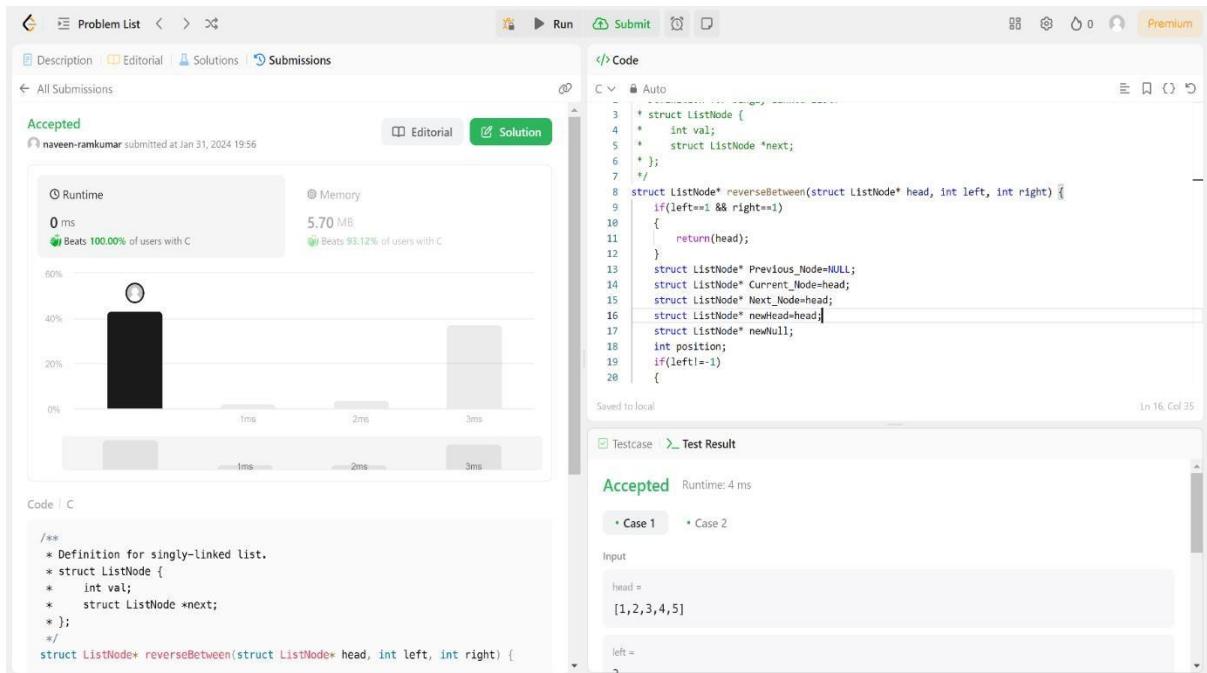 Problem List
Run
Submit
0
Premium
Description
Editorial
Solutions
Submissions
All Submissions
Accepted
naveen-ramkumar submitted at Jan 31, 2024 19:56
Editorial
Solution
Runtime
0 ms
Beats 100.00% of users with C
Memory
5.70 MB
Beats 93.12% of users with C
60%
40%
20%
0%
1ms
2ms
3ms
1ms
2ms
3ms
Code | C
/**
* Definition for singly-linked list.
* struct ListNode {
*     int val;
*     struct ListNode *next;
* };
*/
struct ListNode* reverseBetween(struct ListNode* head, int left, int right) {
</> Code
C
Auto
3 * struct ListNode {
4 *     int val;
5 *     struct ListNode *next;
6 * };
7 */
8 struct ListNode* reverseBetween(struct ListNode* head, int left, int right) {
9     if(left==1 && right==1)
10     {
11         return(head);
12     }
13     struct ListNode* Previous_Node=NULL;
14     struct ListNode* Current_Node=head;
15     struct ListNode* Next_Node=head;
16     struct ListNode* newHead=head;
17     struct ListNode* newNull;
18     int position;
19     if(left!=-1)
20     {
Saved to local
Ln 16, Col 35
Testcase
>_ Test Result
Accepted
Runtime: 4 ms
• Case 1
• Case 2
Input
head =
[1,2,3,4,5]
left =